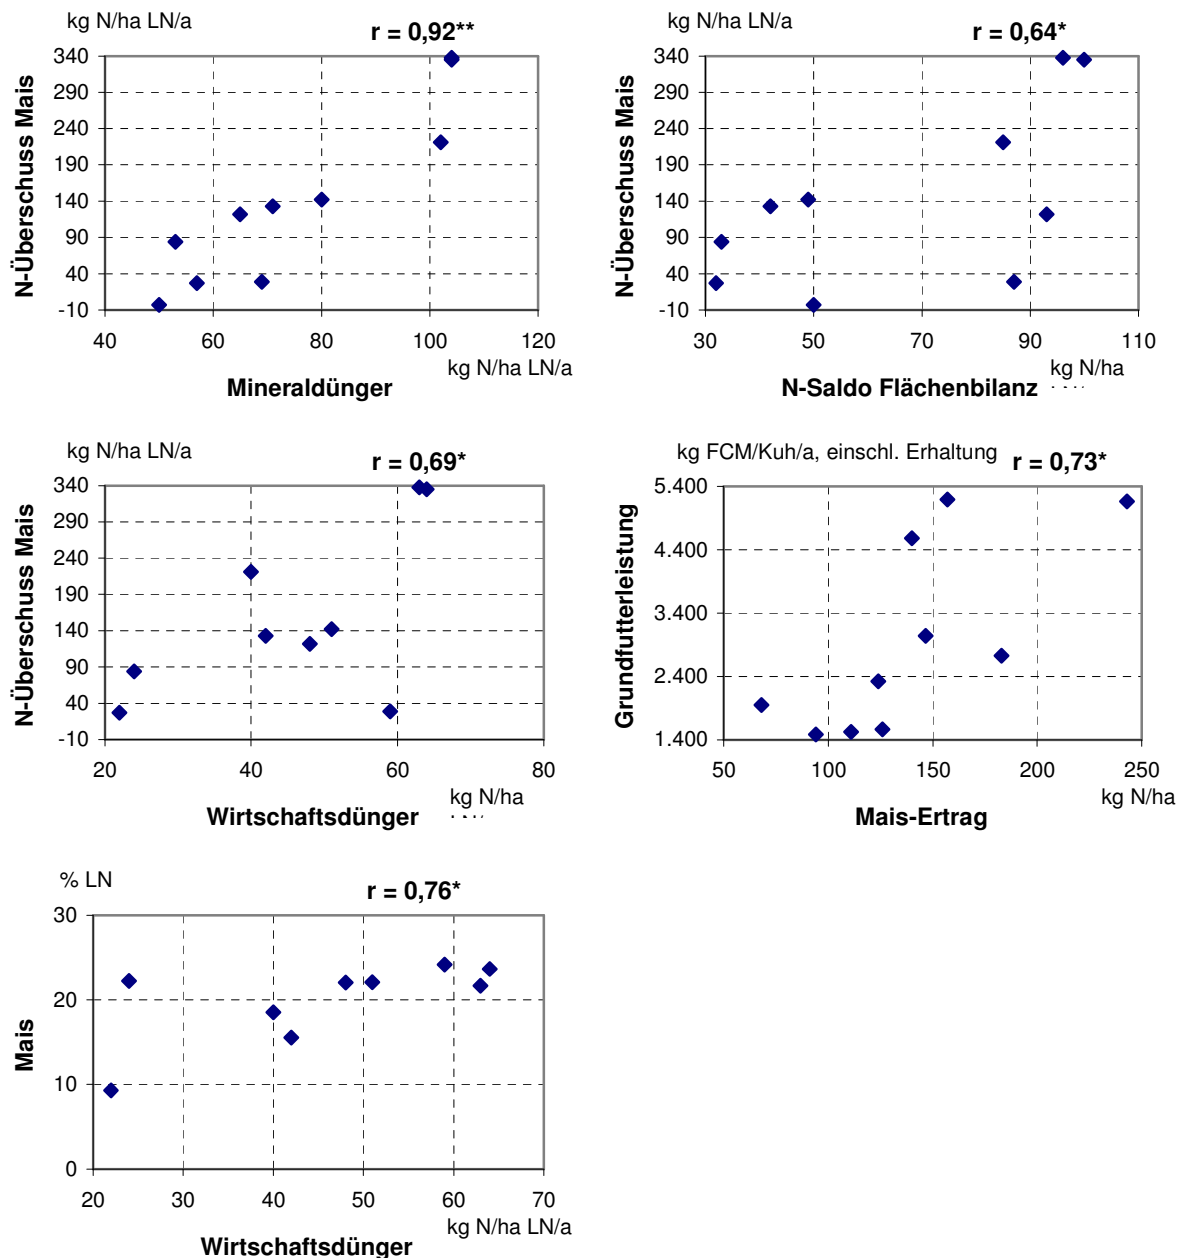 kg N/ha LN/a
r = 0,92**
N-Überschuss Mais
340
290
240
190
140
90
40
-10
40 60 80 100 120
kg N/ha LN/a
Mineraldünger
kg N/ha LN/a
r = 0,64*
N-Überschuss Mais
340
290
240
190
140
90
40
-10
30 50 70 90 110
kg N/ha
N-Saldo Flächenbilanz
kg N/ha LN/a
r = 0,69*
N-Überschuss Mais
340
290
240
190
140
90
40
-10
20 40 60 80
kg N/ha
Wirtschaftsdünger
kg FCM/Kuh/a, einschl. Erhaltung
r = 0,73*
Grundfutterleistung
5.400
4.400
3.400
2.400
1.400
50 100 150 200 250
kg N/ha
Mais-Ertrag
% LN
r = 0,76*
Mais
30
20
10
0
20 30 40 50 60 70
kg N/ha LN/a
Wirtschaftsdünger